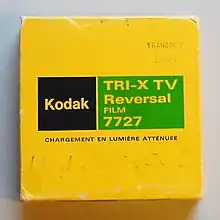 Kodak
TRI-X TV
Reversal
FILM
7727
CHARGEMENT EN LUMIÈRE ATTÉNUÉE